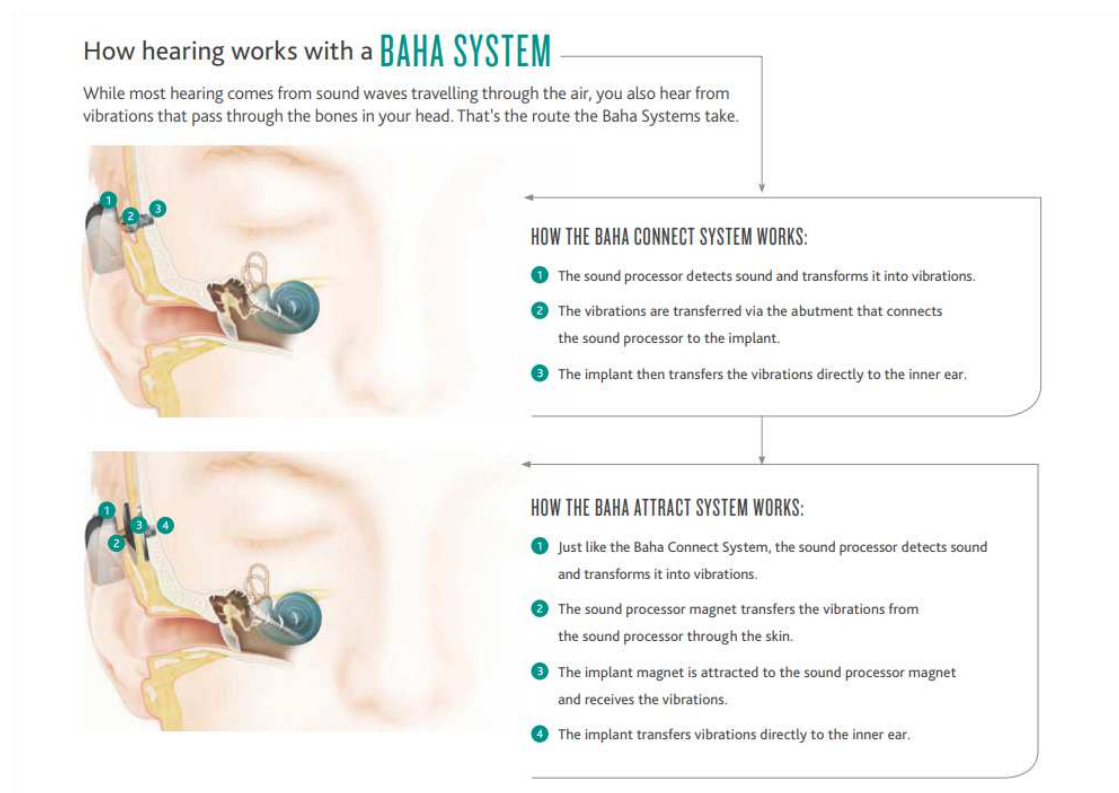 How hearing works with a BAHA SYSTEM
While most hearing comes from sound waves travelling through the air, you also hear from
vibrations that pass through the bones in your head. That's the route the Baha Systems take.
1
2
3
HOW THE BAHA CONNECT SYSTEM WORKS:
1 The sound processor detects sound and transforms it into vibrations.
2 The vibrations are transferred via the abutment that connects
the sound processor to the implant.
3 The implant then transfers the vibrations directly to the inner ear.
1
2
3
4
HOW THE BAHA ATTRACT SYSTEM WORKS:
1 Just like the Baha Connect System, the sound processor detects sound
and transforms it into vibrations.
2 The sound processor magnet transfers the vibrations from
the sound processor through the skin.
3 The implant magnet is attracted to the sound processor magnet
and receives the vibrations.
4 The implant transfers vibrations directly to the inner ear.